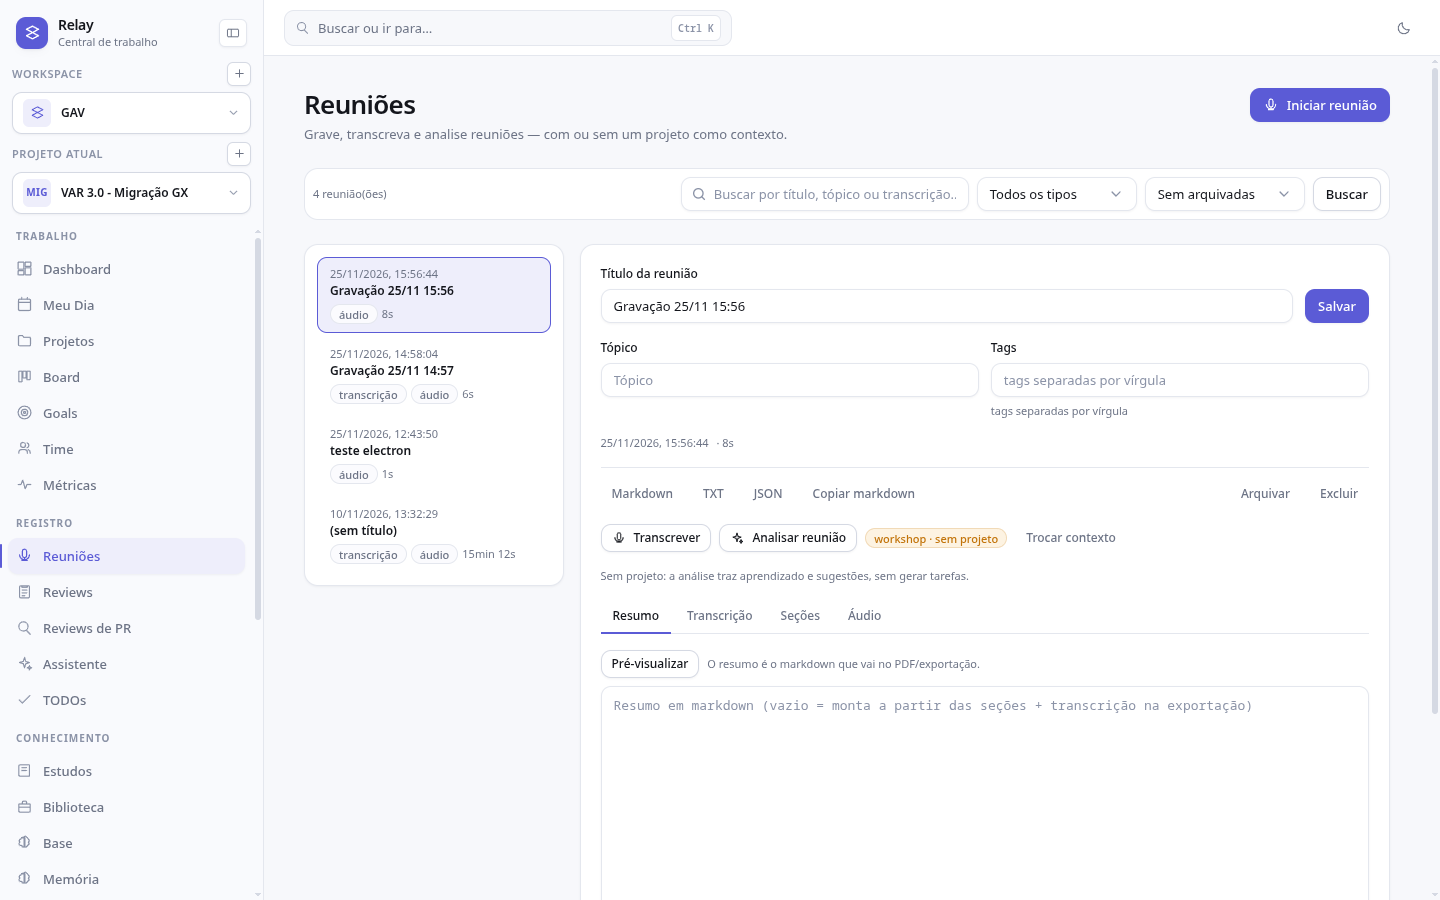 Relay
Central de trabalho
WORKSPACE
GAV
PROJETO ATUAL
MIG VAR 3.0 - Migração GX
TRABALHO
Dashboard
Meu Dia
Projetos
Board
Goals
Time
Métricas
REGISTRO
Reuniões
Reviews
Reviews de PR
Assistente
TODOs
CONHECIMENTO
Estudos
Biblioteca
Base
Memória
Buscar ou ir para... Ctrl K
Reuniões
Iniciar reunião
Grave, transcreva e analise reuniões — com ou sem um projeto como contexto.
4 reunião(ões) Buscar por título, tópico ou transcrição.. Todos os tipos Sem arquivadas Buscar
25/11/2026, 15:56:44
Gravação 25/11 15:56
áudio 8s
25/11/2026, 14:58:04
Gravação 25/11 14:57
transcrição áudio 6s
25/11/2026, 12:43:50
teste electron
áudio 1s
10/11/2026, 13:32:29
(sem título)
transcrição áudio 15min 12s
Título da reunião
Gravação 25/11 15:56 Salvar
Tópico Tags
Tópico tags separadas por vírgula
tags separadas por vírgula
25/11/2026, 15:56:44 · 8s
Markdown TXT JSON Copiar markdown Arquivar Excluir
Transcrever Analisar reunião workshop · sem projeto Trocar contexto
Sem projeto: a análise traz aprendizado e sugestões, sem gerar tarefas.
Resumo Transcrição Seções Áudio
Pré-visualizar O resumo é o markdown que vai no PDF/exportação.
Resumo em markdown (vazio = monta a partir das seções + transcrição na exportação)